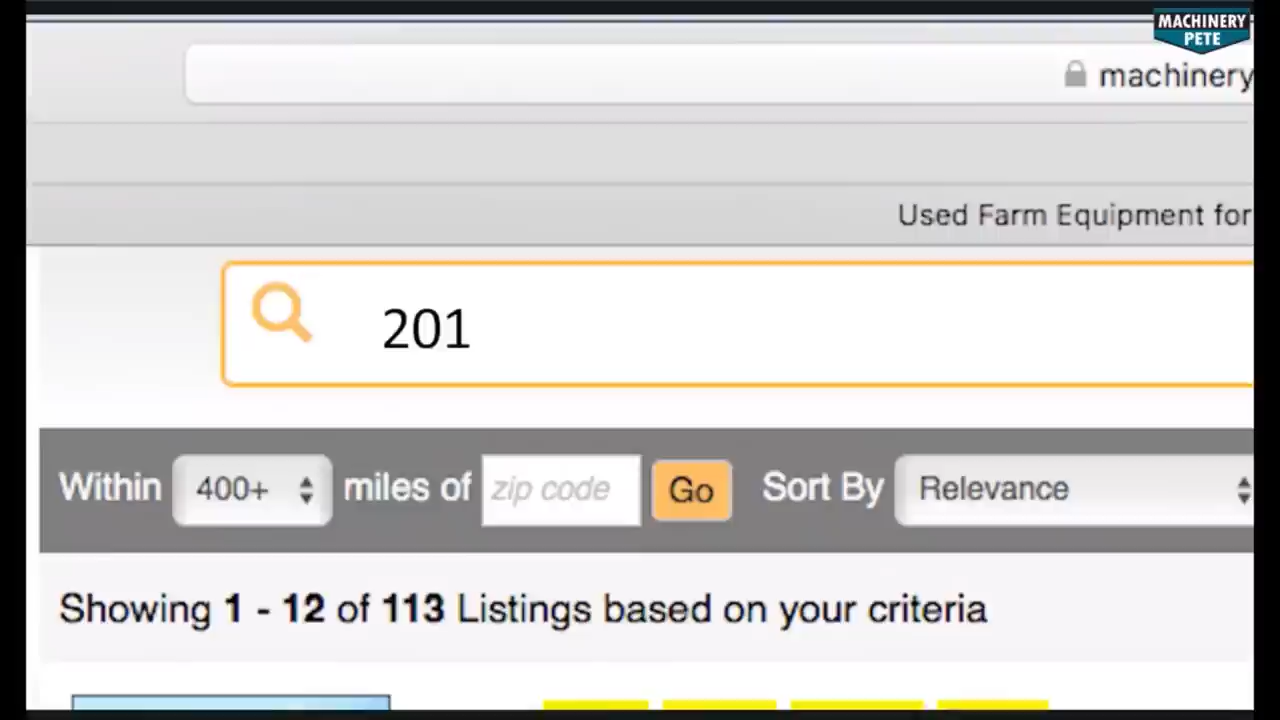 MACHINERY
PETE
machinery
Used Farm Equipment for
201
Within 400+ miles of zip code Go Sort By Relevance
Showing 1 - 12 of 113 Listings based on your criteria